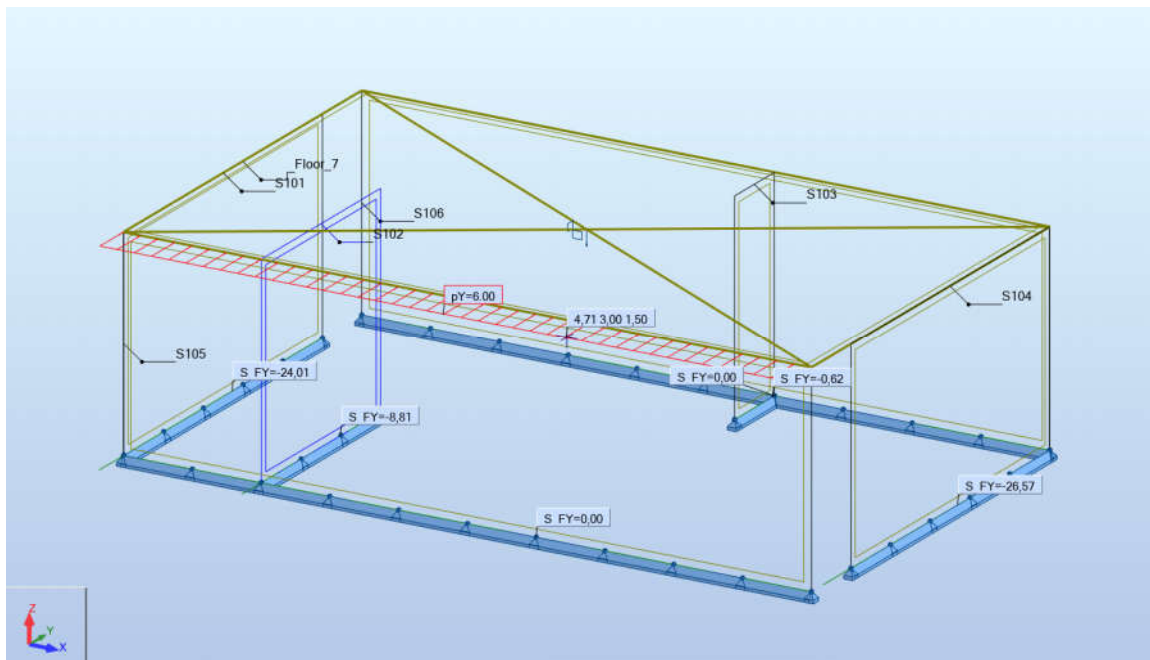 Floor_7
S101
S106
S102
S103
pY=6.00
4,71 3,00 1,50
S104
S105
S FY=-24,01
S FY=0,00
S FY=-0,62
S FY=-8,81
S FY=-26,57
S FY=0,00
Z
Y
X